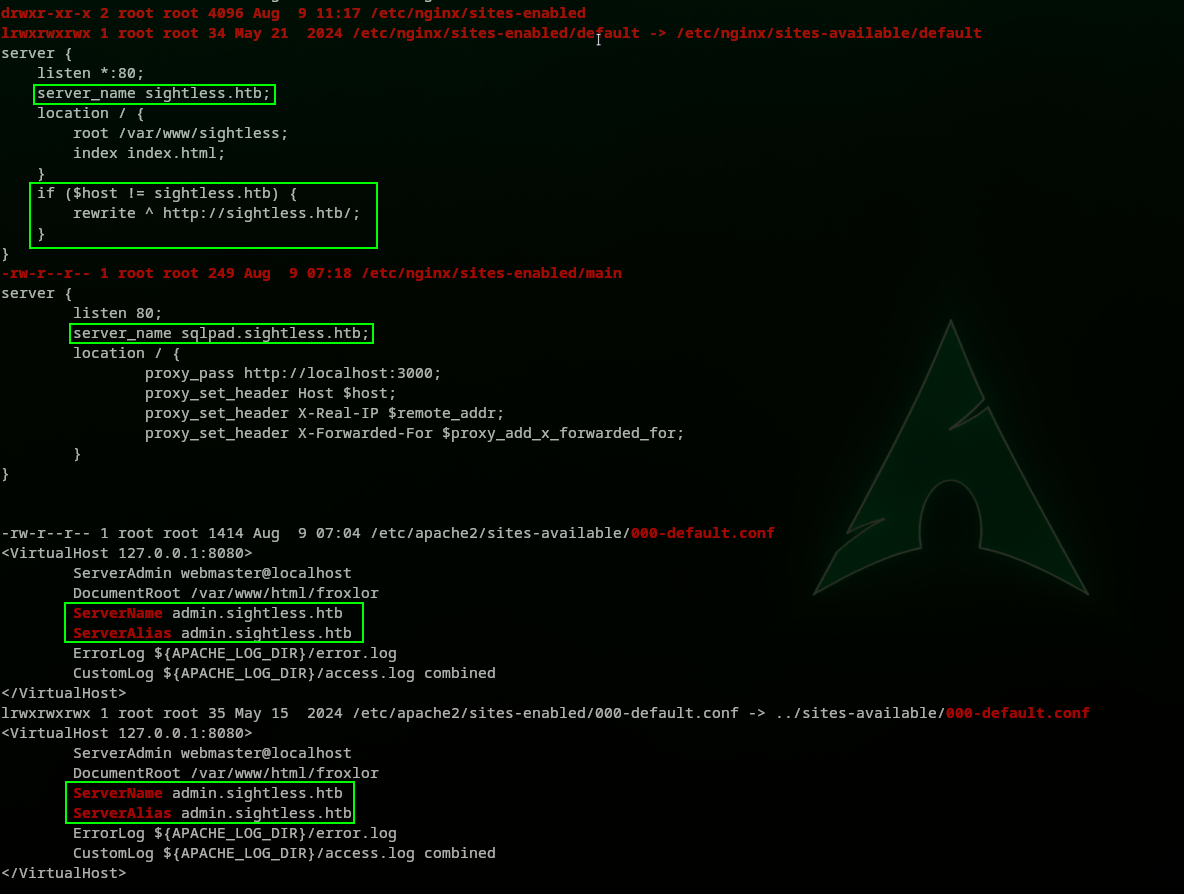 drwxr-xr-x 2 root root 4096 Aug  9 11:17 /etc/nginx/sites-enabled
lrwxrwxrwx 1 root root 34 May 21  2024 /etc/nginx/sites-enabled/default -> /etc/nginx/sites-available/default
server {
    listen *:80;
    server_name sightless.htb;
    location / {
        root /var/www/sightless;
        index index.html;
    }
    if ($host != sightless.htb) {
        rewrite ^ http://sightless.htb/;
    }
}
-rw-r--r-- 1 root root 249 Aug  9 07:18 /etc/nginx/sites-enabled/main
server {
        listen 80;
        server_name sqlpad.sightless.htb;
        location / {
                proxy_pass http://localhost:3000;
                proxy_set_header Host $host;
                proxy_set_header X-Real-IP $remote_addr;
                proxy_set_header X-Forwarded-For $proxy_add_x_forwarded_for;
        }
}
-rw-r--r-- 1 root root 1414 Aug  9 07:04 /etc/apache2/sites-available/000-default.conf
<VirtualHost 127.0.0.1:8080>
        ServerAdmin webmaster@localhost
        DocumentRoot /var/www/html/froxlor
        ServerName admin.sightless.htb
        ServerAlias admin.sightless.htb
        ErrorLog ${APACHE_LOG_DIR}/error.log
        CustomLog ${APACHE_LOG_DIR}/access.log combined
</VirtualHost>
lrwxrwxrwx 1 root root 35 May 15  2024 /etc/apache2/sites-enabled/000-default.conf -> ../sites-available/000-default.conf
<VirtualHost 127.0.0.1:8080>
        ServerAdmin webmaster@localhost
        DocumentRoot /var/www/html/froxlor
        ServerName admin.sightless.htb
        ServerAlias admin.sightless.htb
        ErrorLog ${APACHE_LOG_DIR}/error.log
        CustomLog ${APACHE_LOG_DIR}/access.log combined
</VirtualHost>